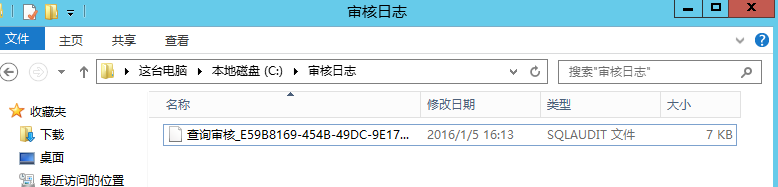 审核日志
文件 主页 共享 查看
这台电脑 本地磁盘 (C:) 审核日志 搜索"审核日志"
收藏夹 名称 修改日期 类型 大小
下载 查询审核_E59B8169-454B-49DC-9E17... 2016/1/5 16:13 SQLAUDIT 文件 7 KB
桌面
最近访问的位置